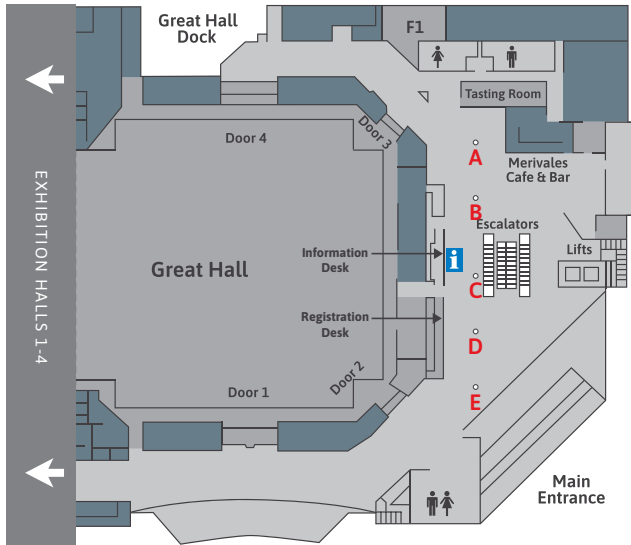 Great Hall
Dock
F1
Tasting Room
Door 4
Door 3
A
Merivales
Cafe & Bar
B
Escalators
EXHIBITION HALLS 1-4
Great Hall
Information
Desk
i
Lifts
C
Registration
Desk
D
Door 2
Door 1
E
Main
Entrance